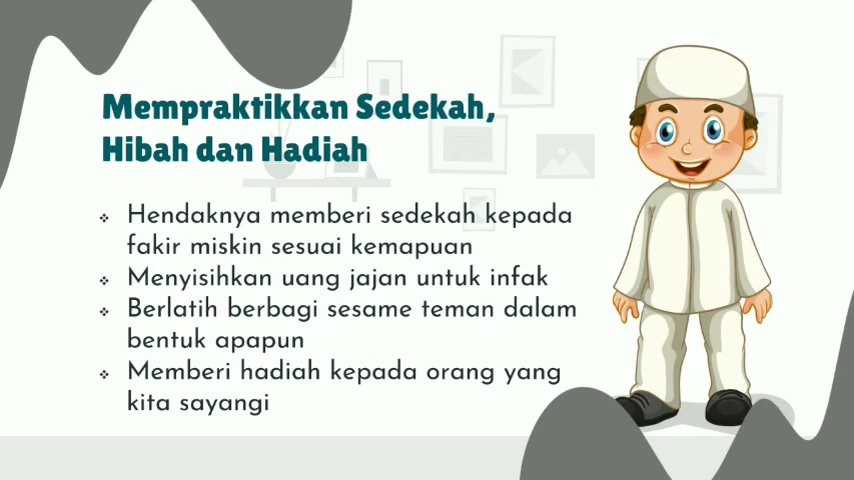 Mempraktikkan Sedekah,
Hibah dan Hadiah
❖ Hendaknya memberi sedekah kepada
fakir miskin sesuai kemapuan
❖ Menyisihkan uang jajan untuk infak
❖ Berlatih berbagi sesame teman dalam
bentuk apapun
❖ Memberi hadiah kepada orang yang
kita sayangi